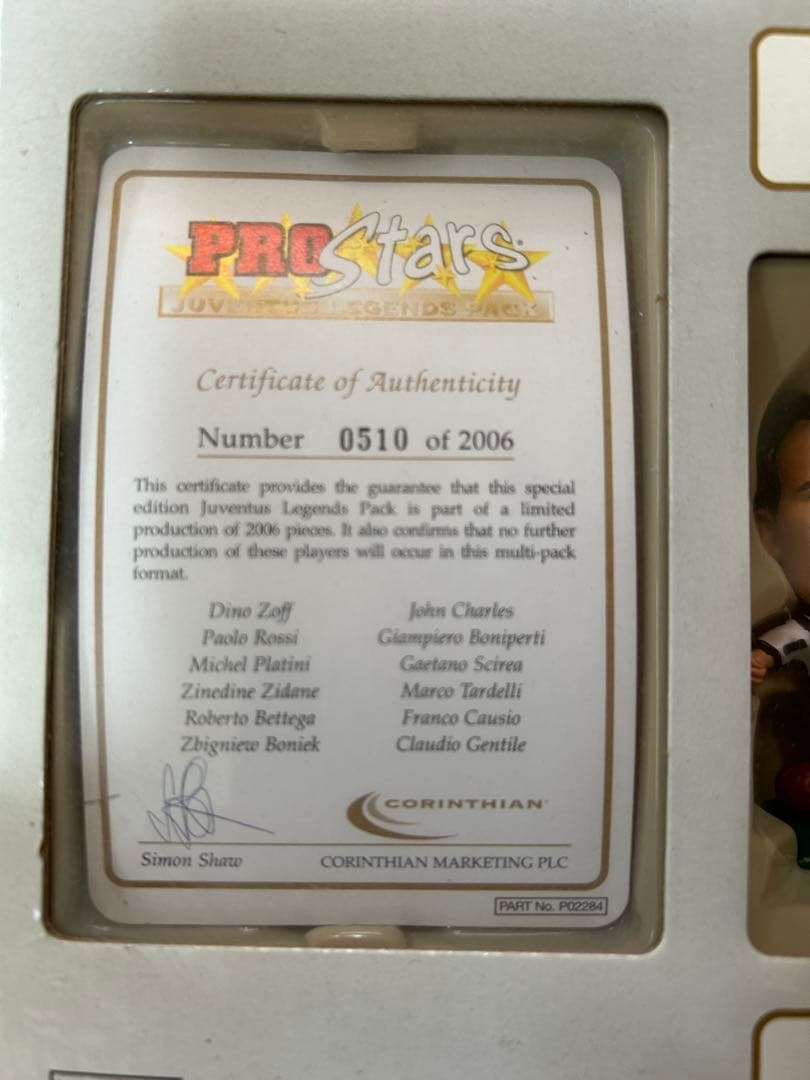 PRO Stars
JUVENTUS LEGENDS PACK
Certificate of Authenticity
Number 0510 of 2006
This certificate provides the guarantee that this special
edition Juventus Legends Pack is part of a limited
production of 2006 pieces. It also confirms that no further
production of these players will occur in this multi-pack
format.
Dino Zoff
Paolo Rossi
Michel Platini
Zinedine Zidane
Roberto Bettega
Zbigniew Boniek
John Charles
Giampiero Boniperti
Gaetano Scirea
Marco Tardelli
Franco Causio
Claudio Gentile
CORINTHIAN
Simon Shaw
CORINTHIAN MARKETING PLC
PART No. P02284